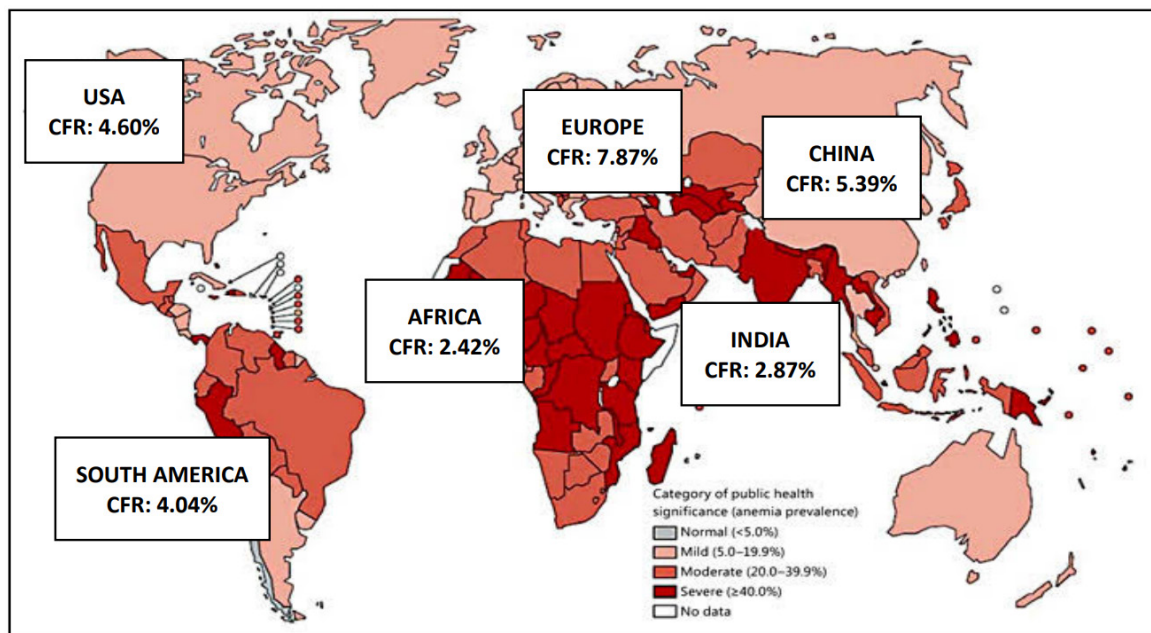 USA
CFR: 4.60%
EUROPE
CFR: 7.87%
CHINA
CFR: 5.39%
AFRICA
CFR: 2.42%
INDIA
CFR: 2.87%
SOUTH AMERICA
CFR: 4.04%
Category of public health
significance (anemia prevalence)
Normal (<5.0%)
Mild (5.0–19.9%)
Moderate (20.0–39.9%)
Severe (≥40.0%)
No data